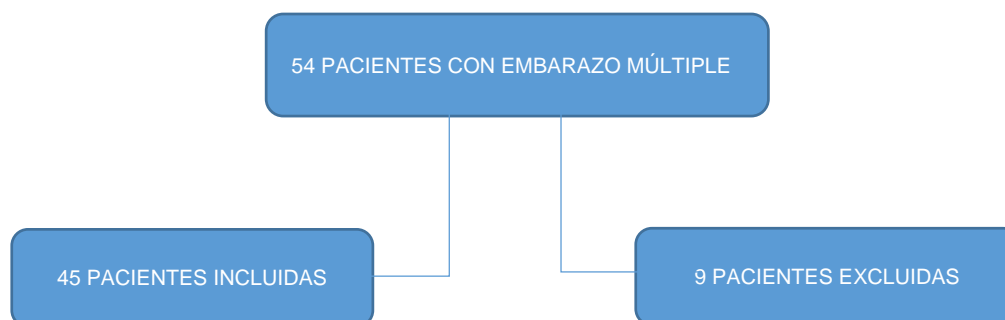 54 PACIENTES CON EMBARAZO MÚLTIPLE
45 PACIENTES INCLUIDAS
9 PACIENTES EXCLUIDAS